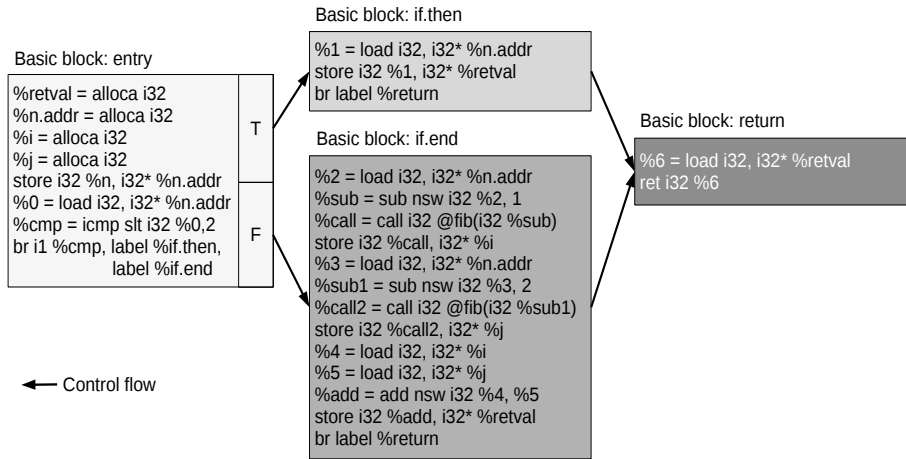 Basic block: entry
%retval = alloca i32
%n.addr = alloca i32
%i = alloca i32
%j = alloca i32
store i32 %n, i32* %n.addr
%0 = load i32, i32* %n.addr
%cmp = icmp slt i32 %0,2
br i1 %cmp, label %if.then,
label %if.end
T
F
Basic block: if.then
%1 = load i32, i32* %n.addr
store i32 %1, i32* %retval
br label %return
Basic block: if.end
%2 = load i32, i32* %n.addr
%sub = sub nsw i32 %2, 1
%call = call i32 @fib(i32 %sub)
store i32 %call, i32* %i
%3 = load i32, i32* %n.addr
%sub1 = sub nsw i32 %3, 2
%call2 = call i32 @fib(i32 %sub1)
store i32 %call2, i32* %j
%4 = load i32, i32* %i
%5 = load i32, i32* %j
%add = add nsw i32 %4, %5
store i32 %add, i32* %retval
br label %return
Basic block: return
%6 = load i32, i32* %retval
ret i32 %6
Control flow